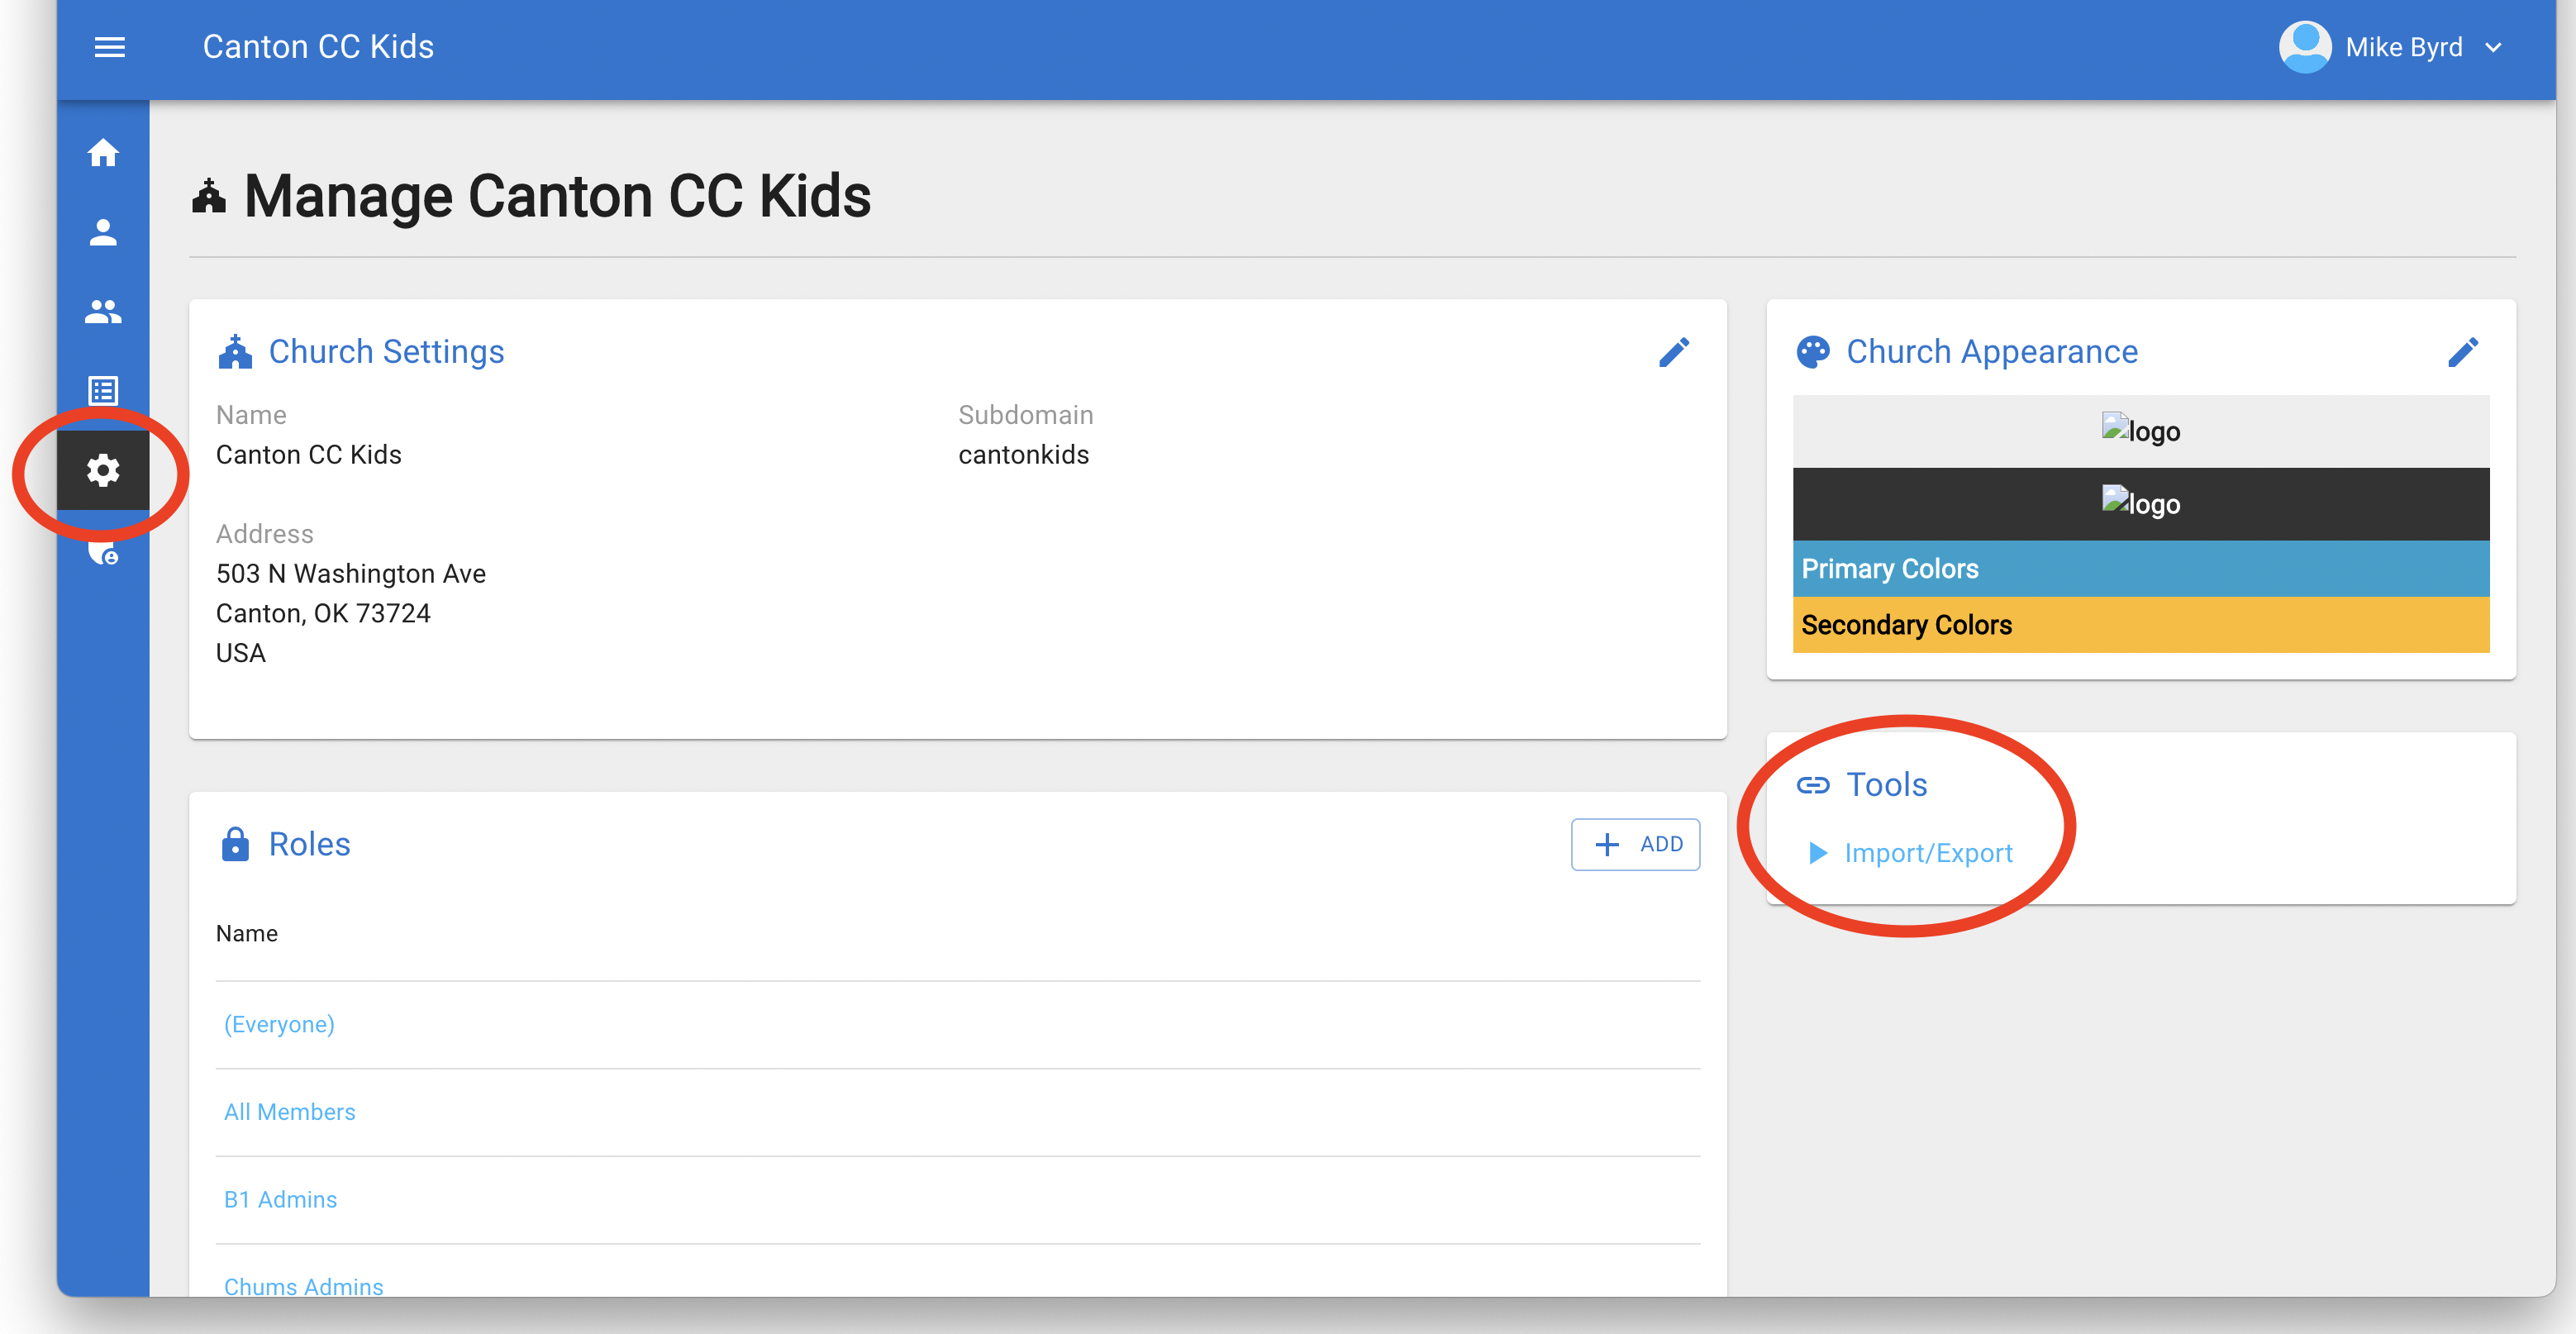 Canton CC Kids
Mike Byrd
Manage Canton CC Kids
Church Settings
Name
Canton CC Kids
Subdomain
cantonkids
Address
503 N Washington Ave
Canton, OK 73724
USA
Church Appearance
logo
logo
Primary Colors
Secondary Colors
Tools
Import/Export
Roles
ADD
Name
(Everyone)
All Members
B1 Admins
Chums Admins